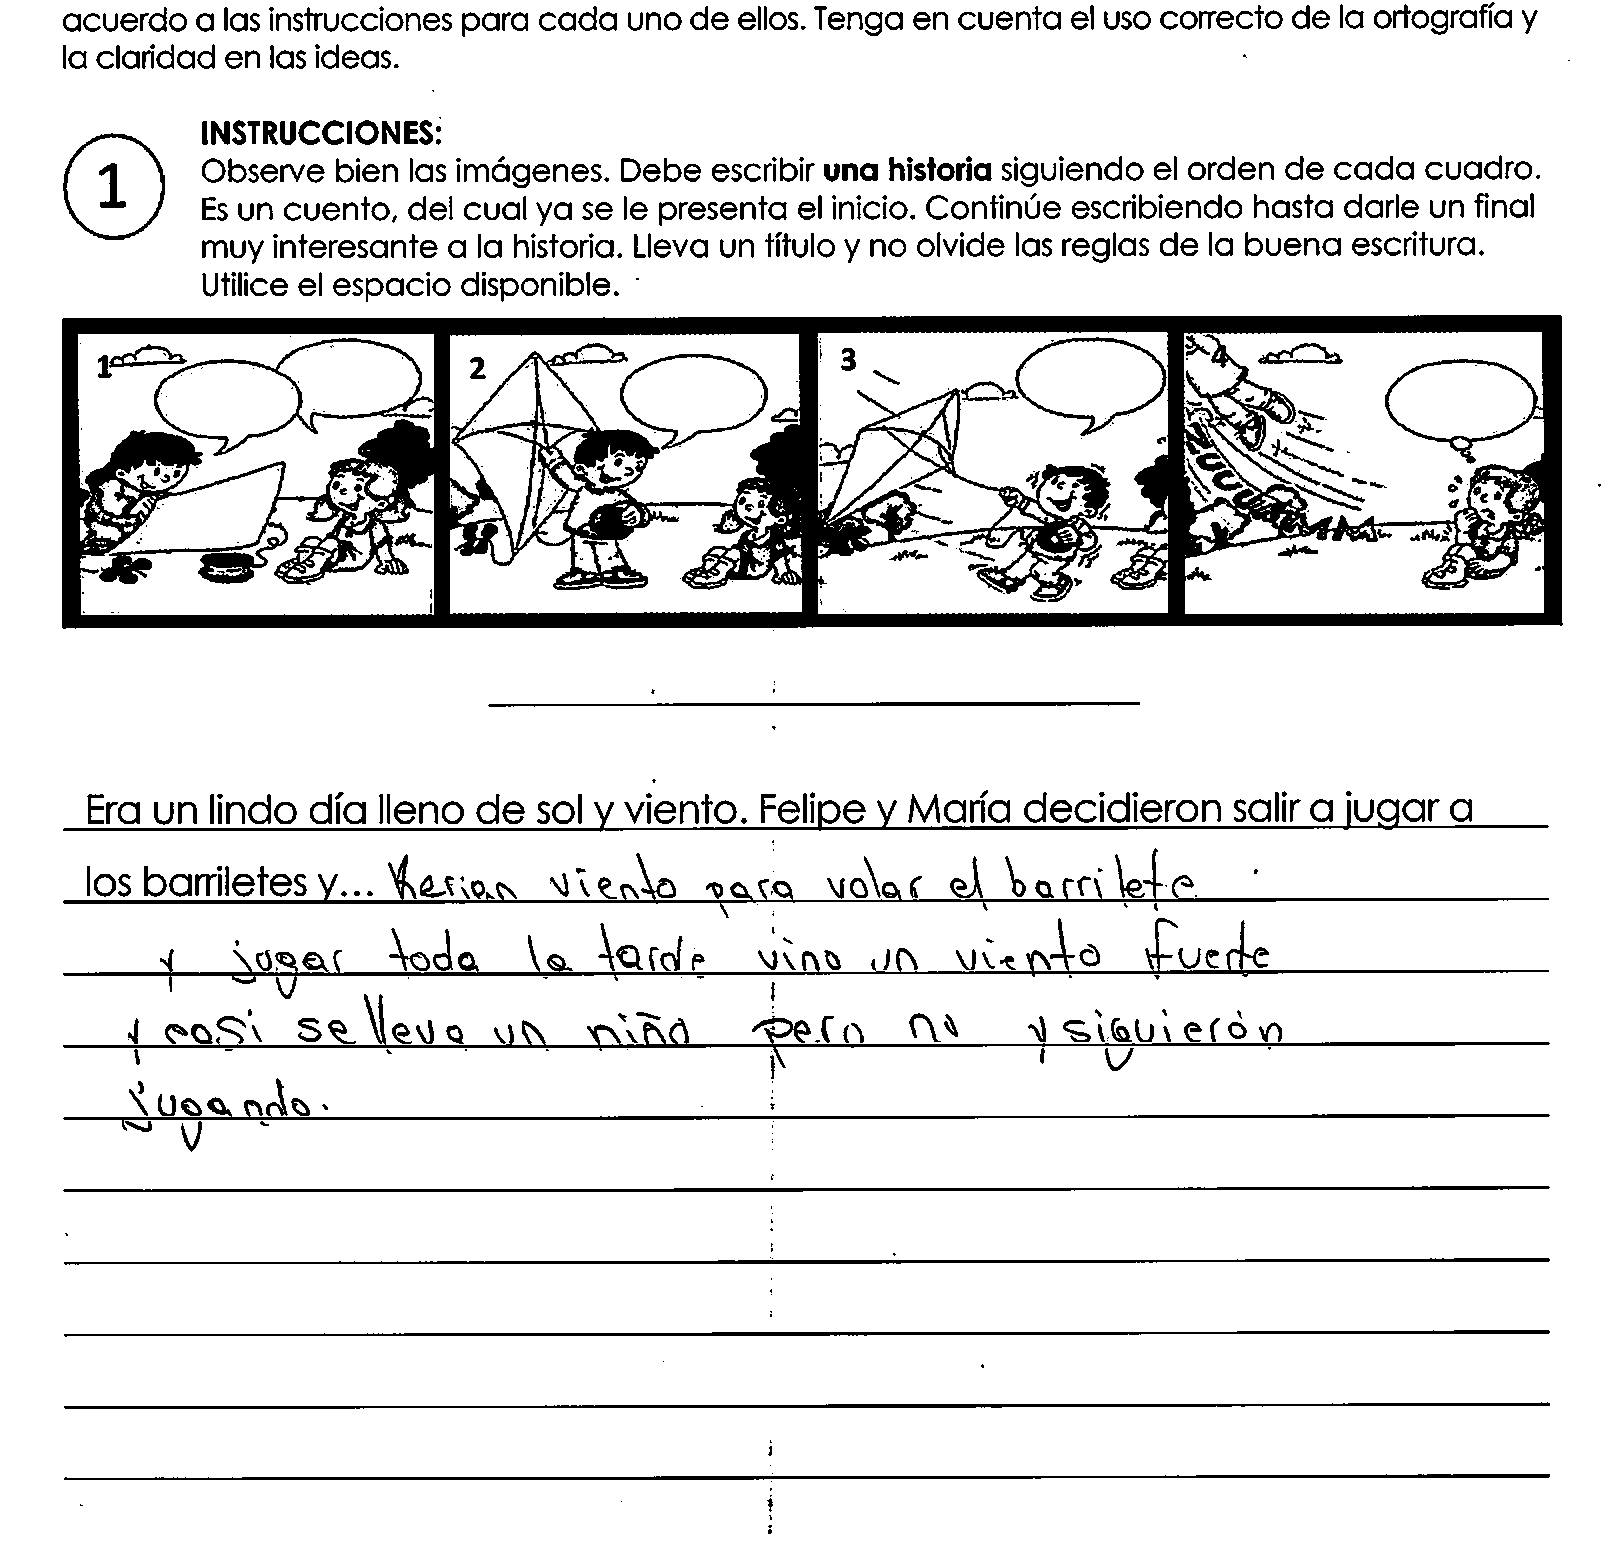 acuerdo a las instrucciones para cada uno de ellos. Tenga en cuenta el uso correcto de la ortografía y
la claridad en las ideas.
INSTRUCCIONES:
1
Observe bien las imágenes. Debe escribir una historia siguiendo el orden de cada cuadro.
Es un cuento, del cual ya se le presenta el inicio. Continúe escribiendo hasta darle un final
muy interesante a la historia. Lleva un título y no olvide las reglas de la buena escritura.
Utilice el espacio disponible.
1 2 3 4
Era un lindo día lleno de sol y viento. Felipe y María decidieron salir a jugar a
los barriletes y... kerian viento para volar el barrilete
y jugar toda la tarde vino un viento fuerte
y casi se lleva un niño pero no y siguierón
jugando.